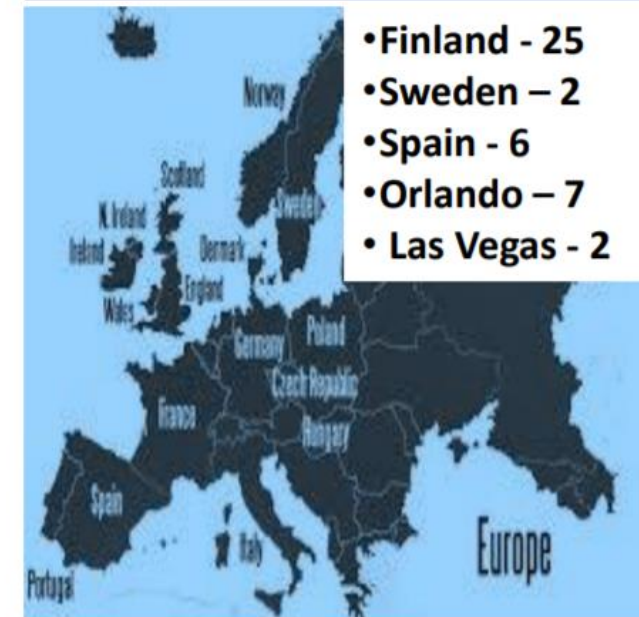 •Finland - 25
•Sweden – 2
•Spain - 6
•Orlando – 7
• Las Vegas - 2
Norway
Scotland
Sweden
N. Ireland
Ireland
Denmark
England
Wales
Germany
Poland
Czech Republic
France
Hungary
Spain
Italy
Europe
Portugal